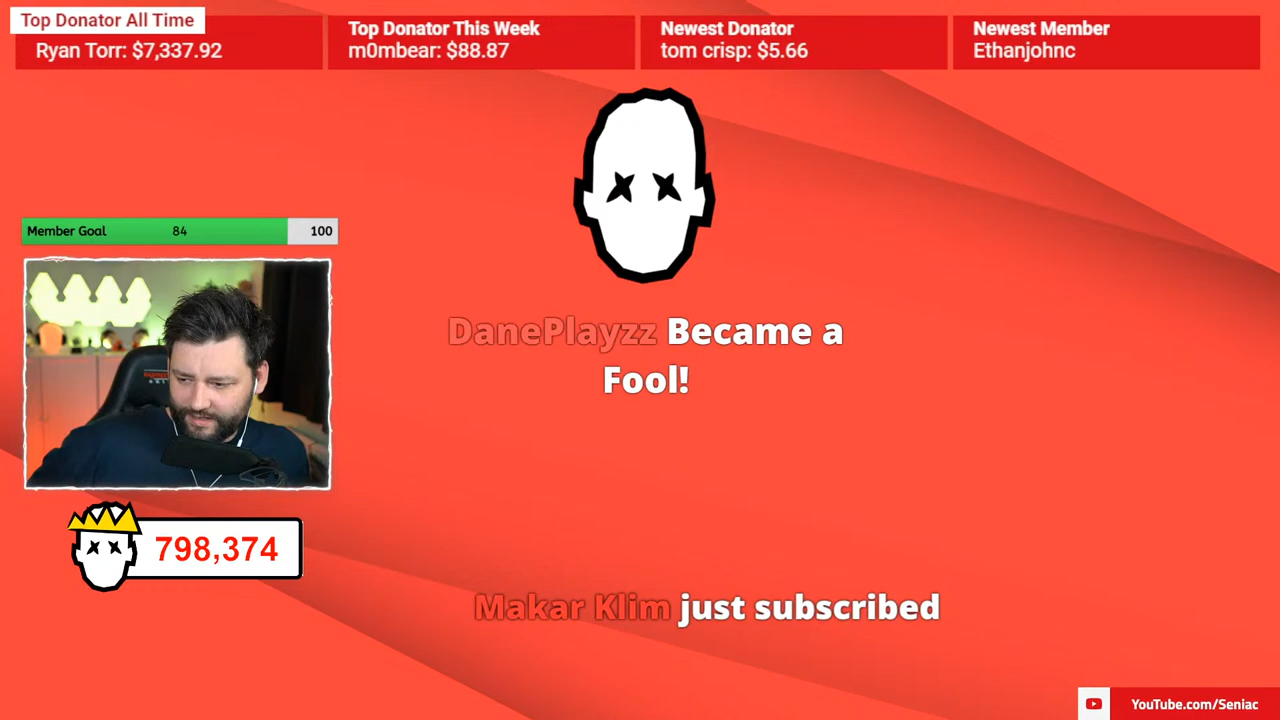 Top Donator All Time
Ryan Torr: $7,337.92
Top Donator This Week
m0mbear: $88.87
Newest Donator
tom crisp: $5.66
Newest Member
Ethanjohnc
Member Goal 84 100
DanePlayzz Became a
Fool!
798,374
Makar Klim just subscribed
YouTube.com/Seniac